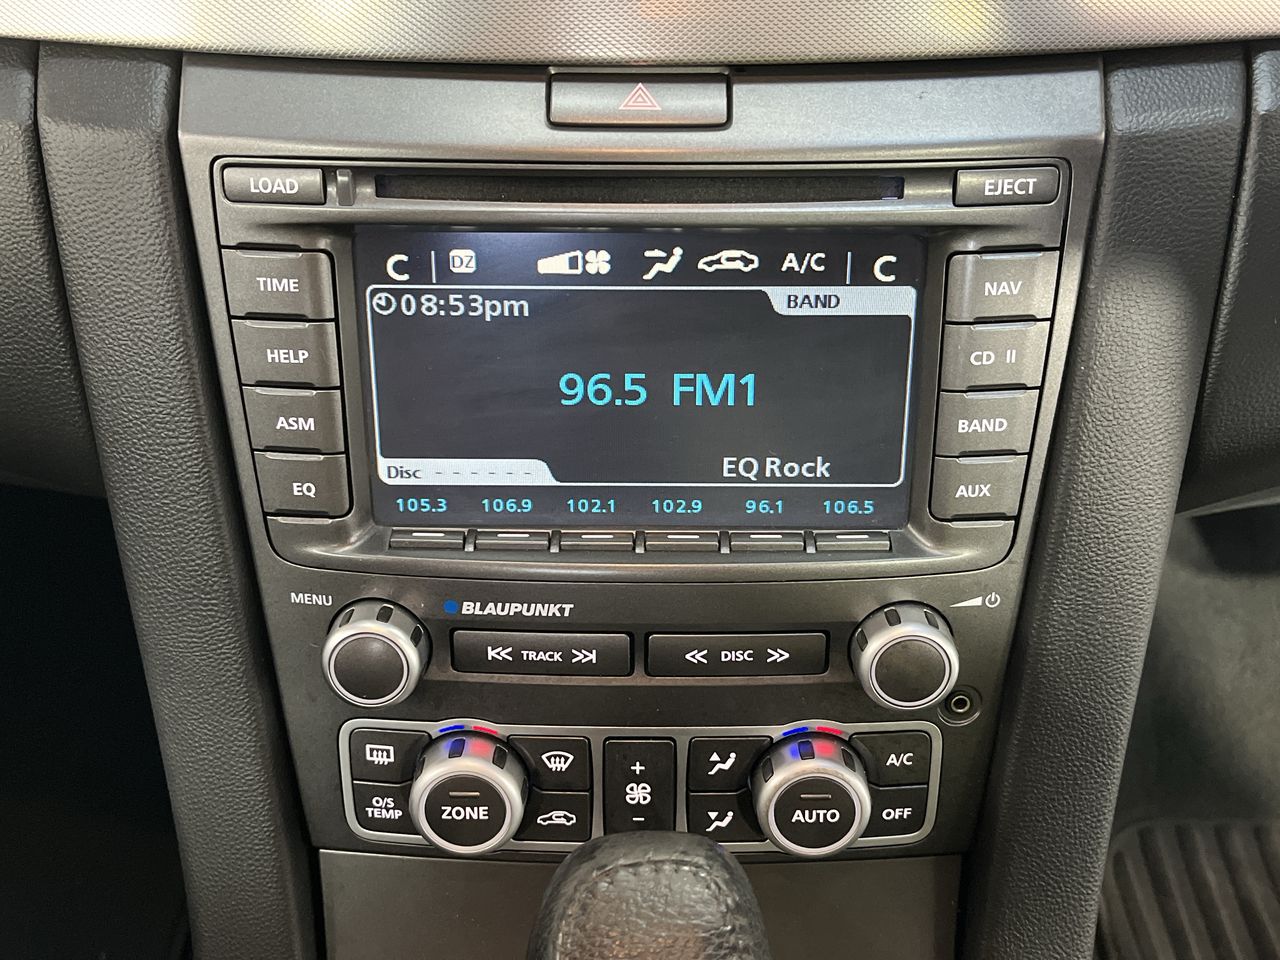 LOAD
EJECT
C DZ A/C C
08:53pm BAND
96.5 FM1
Disc - - - - - -
EQ Rock
105.3 106.9 102.1 102.9 96.1 106.5
TIME
HELP
ASM
EQ
NAV
CD II
BAND
AUX
MENU
BLAUPUNKT
TRACK
DISC
O/S
TEMP
ZONE
+
−
AUTO
A/C
OFF